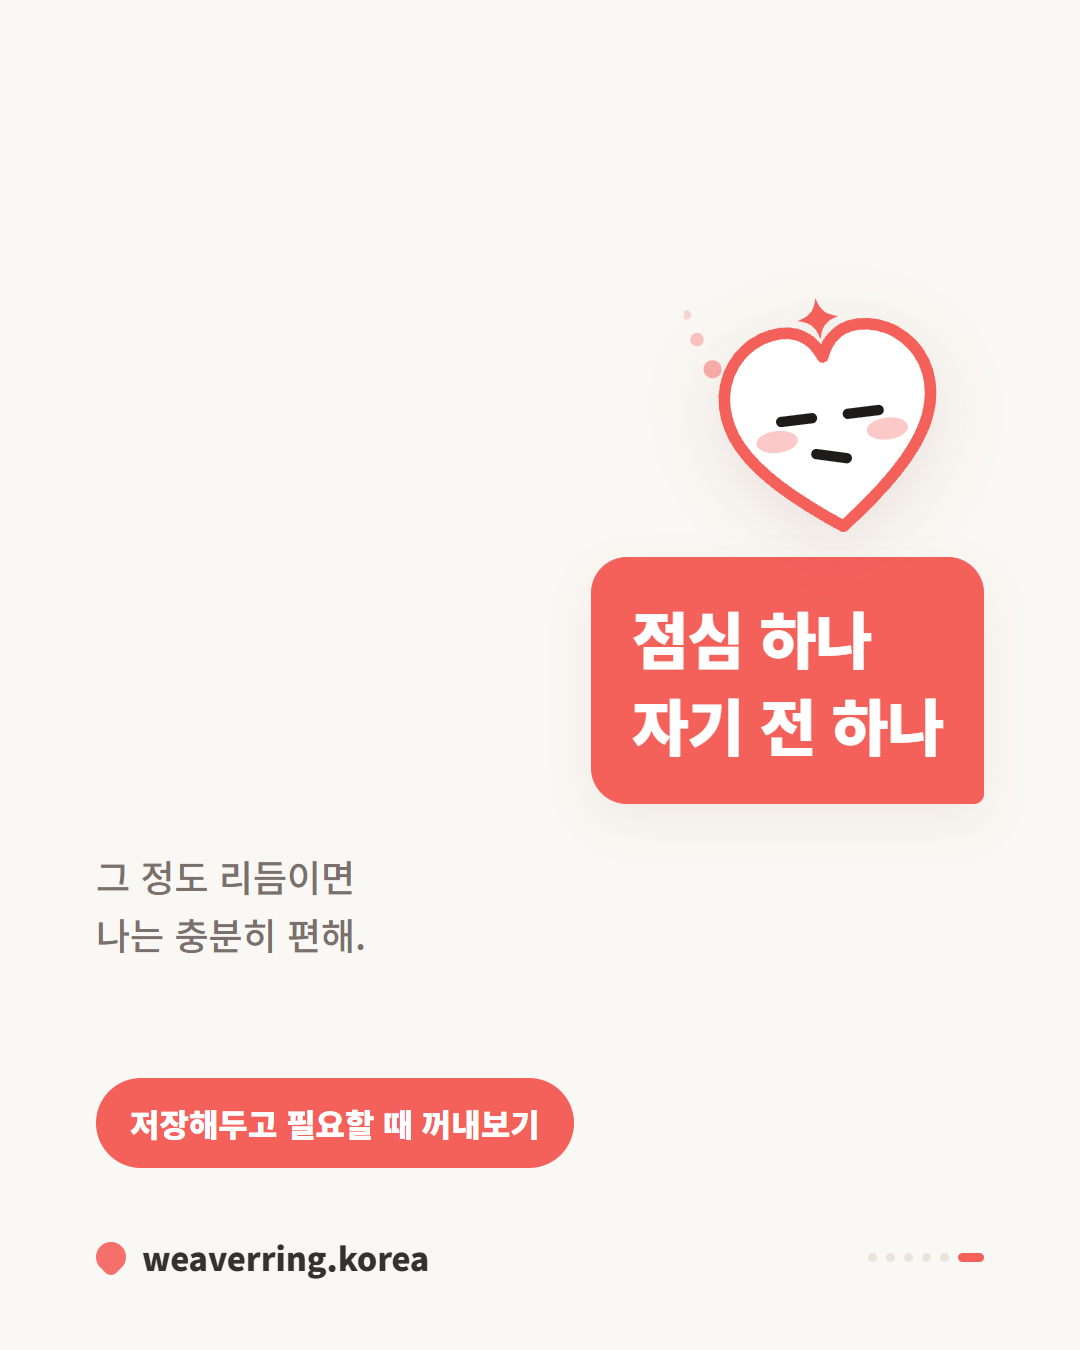 점심 하나
자기 전 하나
그 정도 리듬이면
나는 충분히 편해.
저장해두고 필요할 때 꺼내보기
weaverring.korea